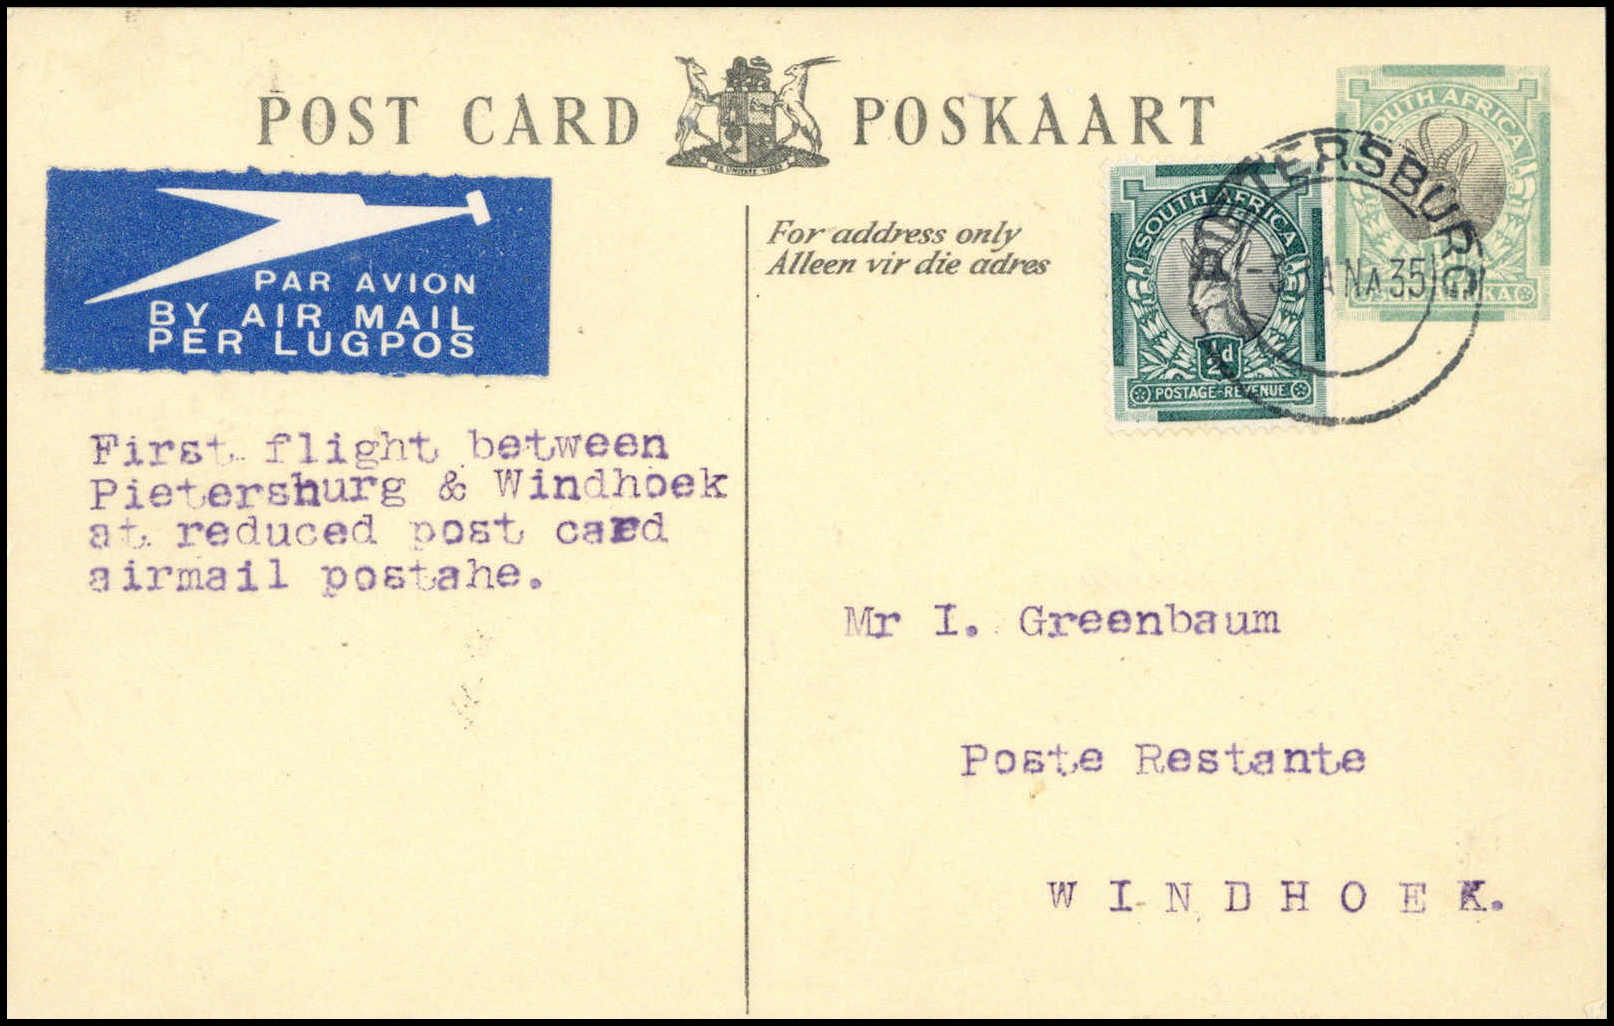 POST CARD POSKAART
PAR AVION
BY AIR MAIL
PER LUGPOS
For address only
Alleen vir die adres
SOUTH AFRICA
SOUTH AFRICA
½d
POSTAGE-REVENUE
PIETERSBURG
JAN A 35
First flight between
Pietershurg & Windhoek
at reduced post card
airmail postahe.
Mr I. Greenbaum
Poste Restante
WINDHOEK.